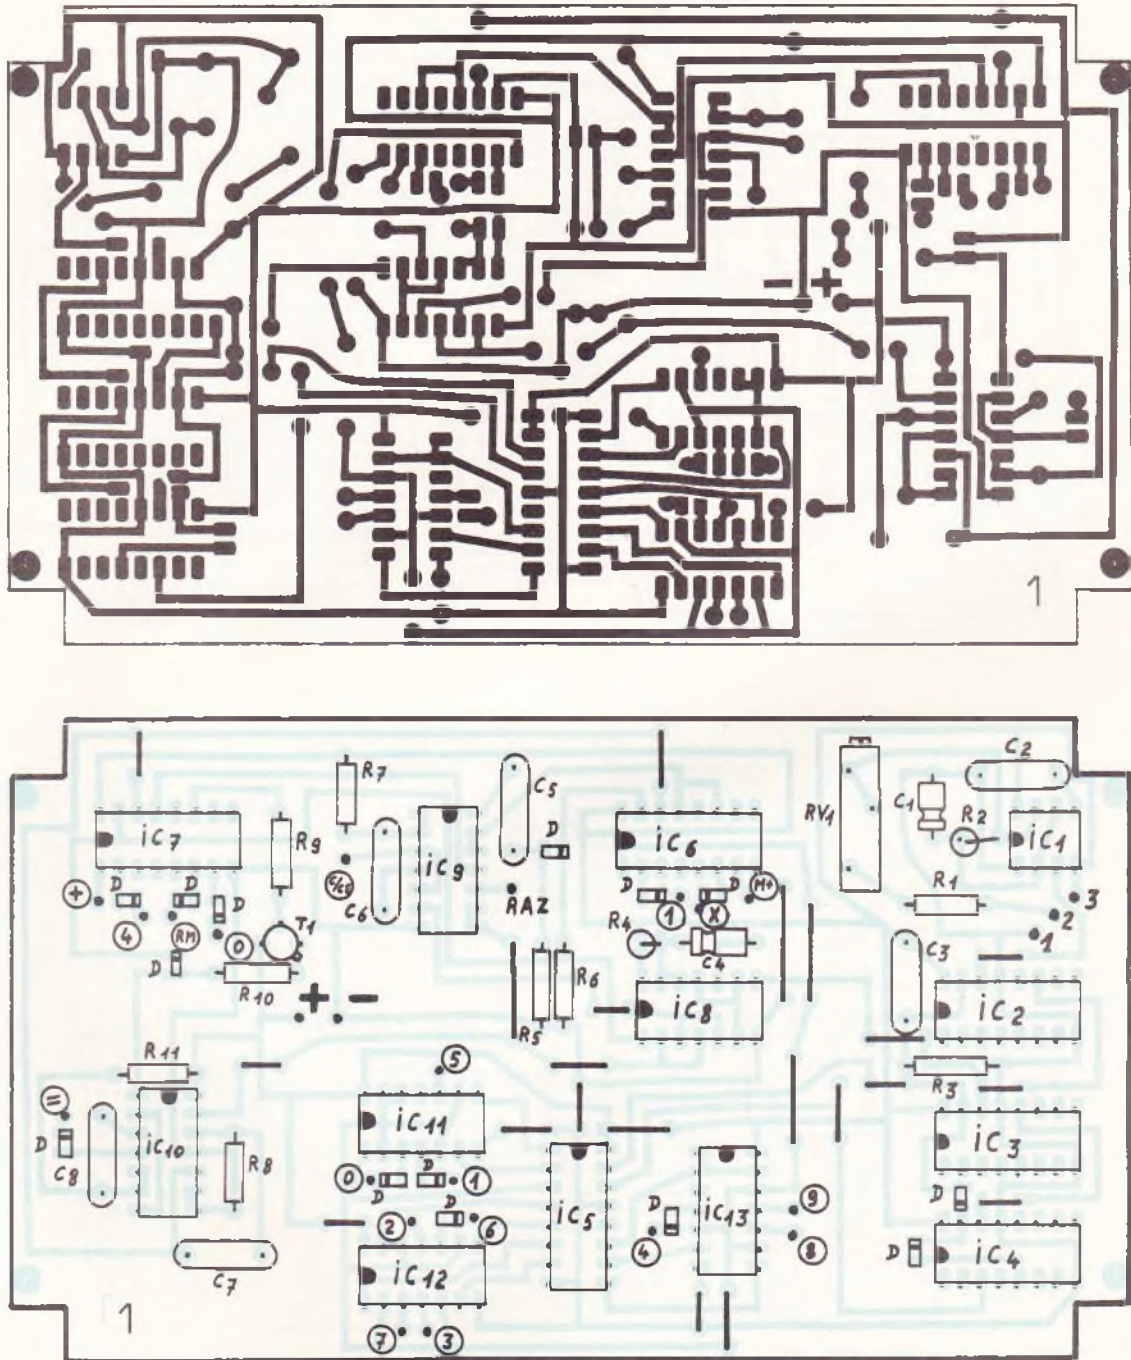 - +
1
R7
C5
C2
RV1
C1
R2
iC7
R9
iC9
D
iC6
iC1
C/CE
C6
RAZ
+
D
D
D
4
RM
0
T1
D
R10
+ -
D
1
D
X
M+
R4
C4
R1
3
2
1
C3
R5
R6
iC8
iC2
R11
R3
=
D
C8
iC10
R8
C7
5
iC11
0
D
D
1
2
D
6
iC12
7
3
iC5
D
4
iC13
9
8
iC3
D
D
iC4
1